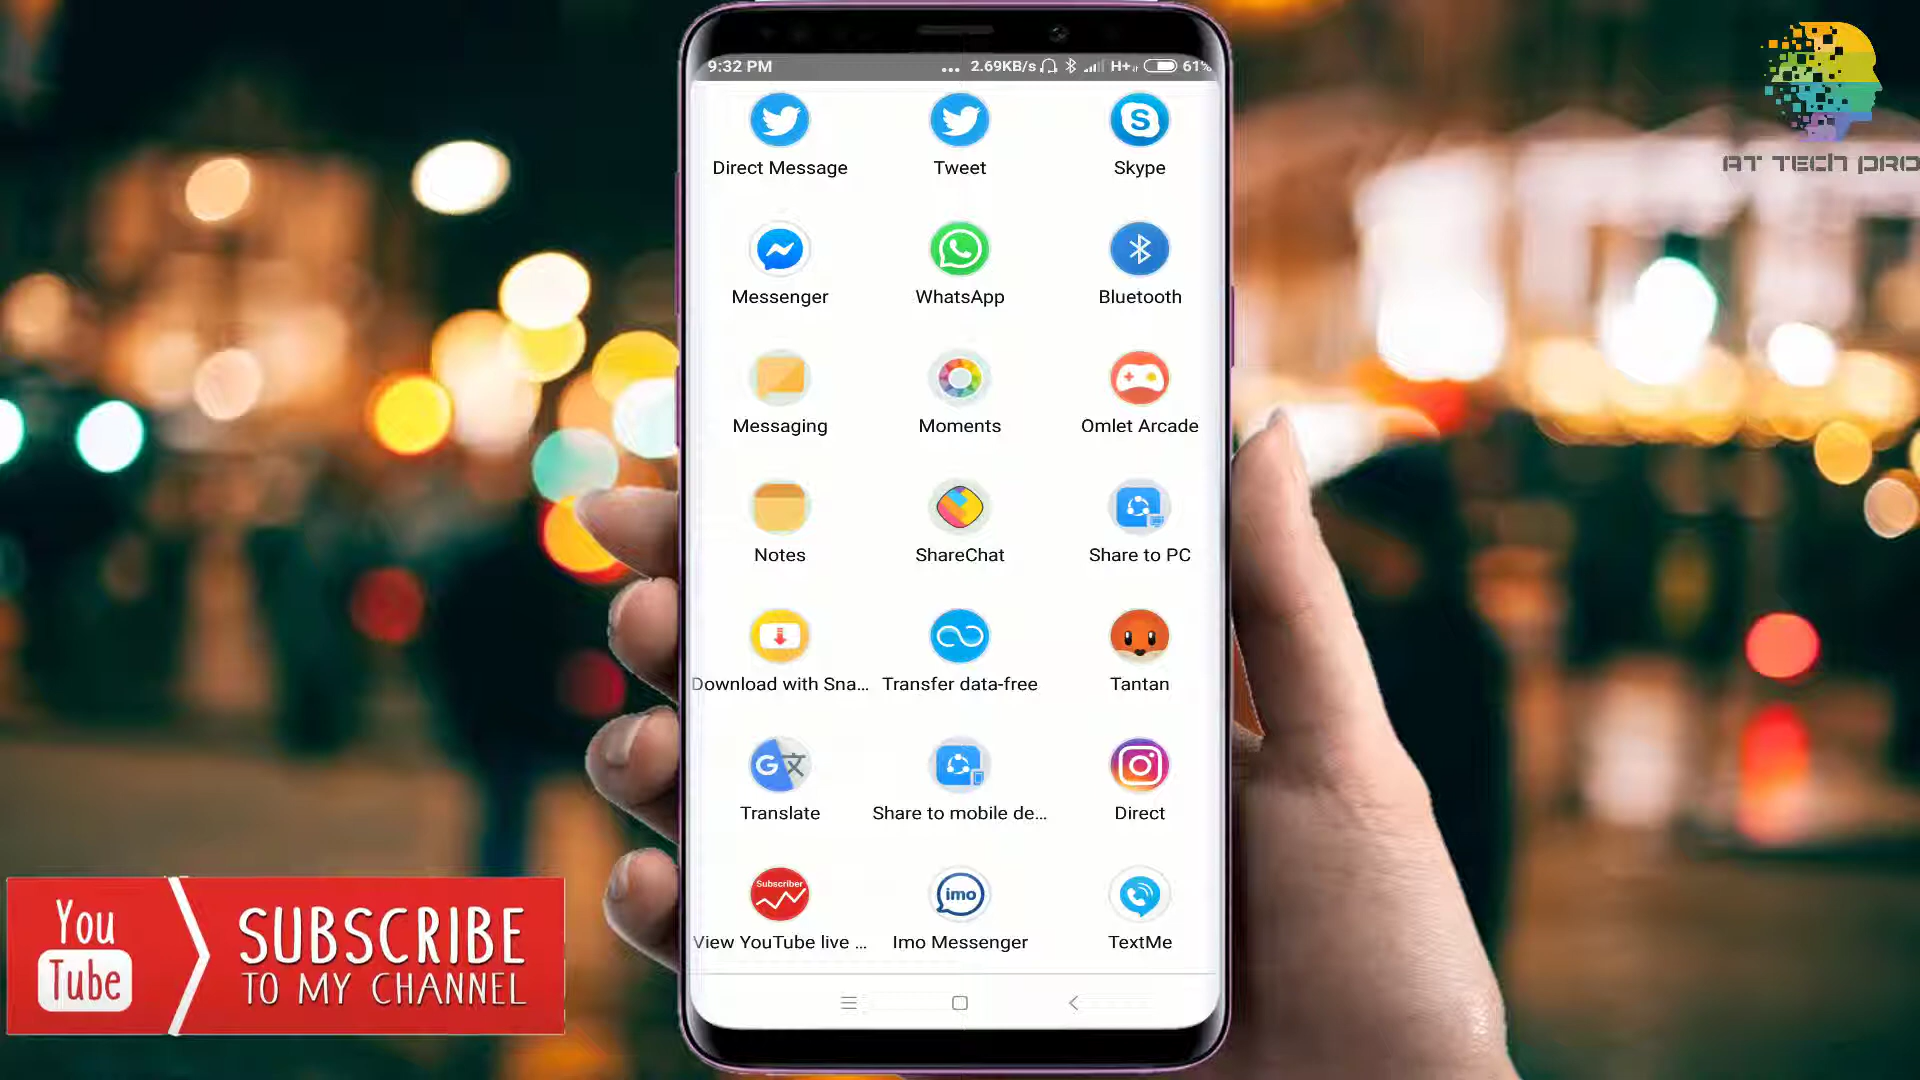 9:32 PM ... 2.69KB/s H+ 61%
AT TECH PRO
Direct Message Tweet Skype
Messenger WhatsApp Bluetooth
Messaging Moments Omlet Arcade
Notes ShareChat Share to PC
Download with Sna... Transfer data-free Tantan
Translate Share to mobile de... Direct
Subscriber
imo
View YouTube live ... Imo Messenger TextMe
You
Tube
SUBSCRIBE
TO MY CHANNEL